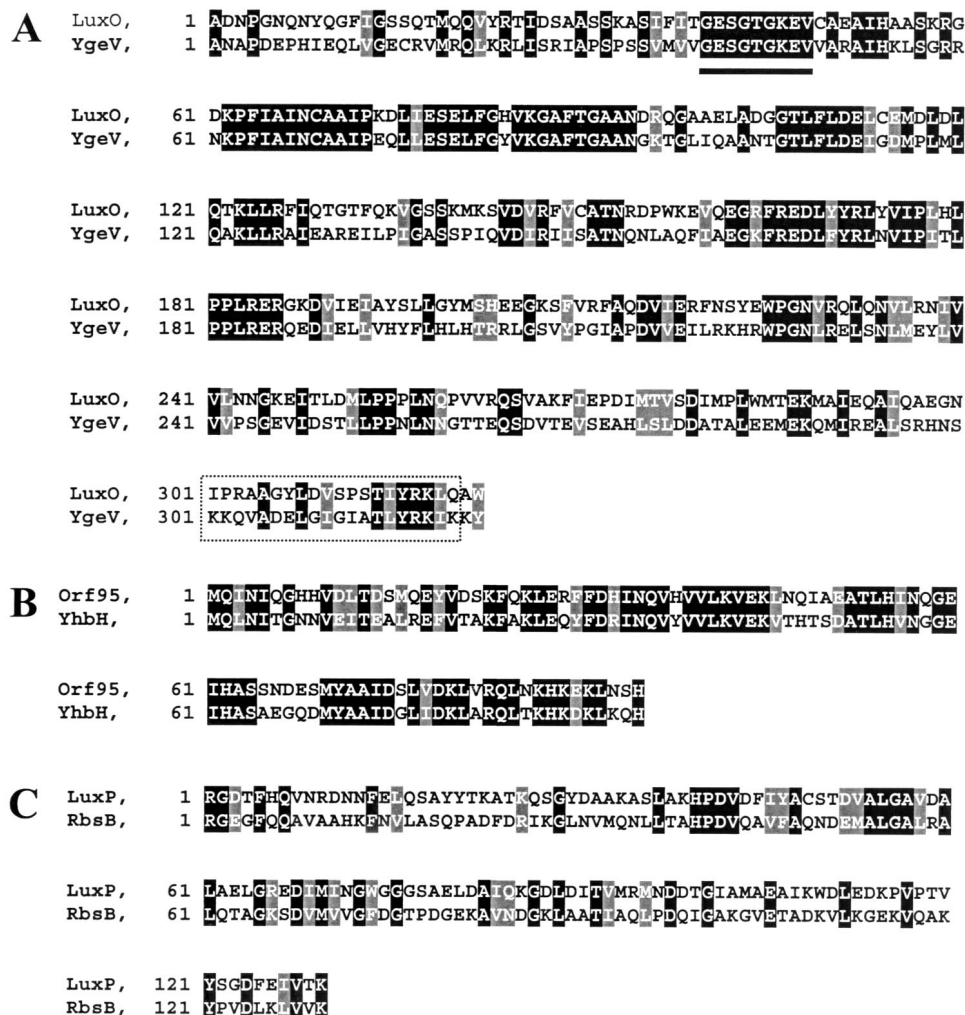 A
LuxO, 1 ADNPGNQNYQGFIGSSQTMQQVYRTIDSAASSKASIFITGESGTGKEVCAEAIHAASKRG
YgeV, 1 ANAPDEPHIEQLVGECRVMRQLKRLISRIAPSPSSVMVVGESGTGKEVVARAIHKLSGRR
LuxO, 61 DKPFIAINCAAIPKDLIESELFGHVKGAFTGAANDRQGAAELADGGTLFLDELCEMDLDL
YgeV, 61 NKPFIAINCAAIPEQLLESELFGYVKGAFTGAANGKTGLIQAANTGTLFLDEIGDMPLML
LuxO, 121 QTKLLRFIQTGTFQKVGSSKMKSVDVRFVCATNRDPWKEVQEGRFREDLYYRLYVIPLHL
YgeV, 121 QAKLLRAIEAREILPIGASSPIQVDIRIISATNQNLAQFIAEGKFREDLFYRLNVIPITL
LuxO, 181 PPLRERGKDVIEIAYSLLGYMSHEEGKSFVRFAQDVIERFNSYEWPGNVRQLQNVLRNIV
YgeV, 181 PPLRERQEDIELLVHYFLHLHTRRLGSVYPGIAPDVVEILRKHRWPGNLRELSNLMEYLV
LuxO, 241 VLNNGKEITLDMLPPPLNQPVVRQSVAKFIEPDIMTVSDIMPLWMTEKMAIEQAIQAEGN
YgeV, 241 VVPSGEVIDSTLLPPNLNNGTTEQSDVTEVSEAHLSLDDATALEEMEKQMIREALSRHNS
LuxO, 301 IPRAAGYLDVSPSTIYRKLQAW
YgeV, 301 KKQVADELGIGIATLYRKIKKY
B
Orf95, 1 MQINIQGHHVDLTDSMQEYVDSKFQKLERFFDHINQVHVVLKVEKLNQIAEATLHINQGE
YhbH, 1 MQLNITGNNVEITEALREFVTAKFAKLEQYFDRINQVYVVLKVEKVTHTSDATLHVNGGE
Orf95, 61 IHASSNDESMYAAIDSLVDKLVRQLNKHKEKLNSH
YhbH, 61 IHASAEGQDMYAAIDGLIDKLARQLTKHKDKLKQH
C
LuxP, 1 RGDTFHQVNRDNNFELQSAYYTKATKQSGYDAAKASLAKHPDVDFIYACSTDVALGAVDA
RbsB, 1 RGEGFQQAVAAHKFNVLASQPADFDRIKGLNVMQNLLTAHPDVQAVFAQNDEMALGALRA
LuxP, 61 LAELGREDIMINGWGGGSAELDAIQKGDLDITVMRMNDDTGIAMAEAIKWDLEDKPVPTV
RbsB, 61 LQTAGKSDVMVVGFDGTPDGEKAVNDGKLAATIAQLPDQIGAKGVETADKVLKGEKVQAK
LuxP, 121 YSGDFEIVTK
RbsB, 121 YPVDLKLVVK